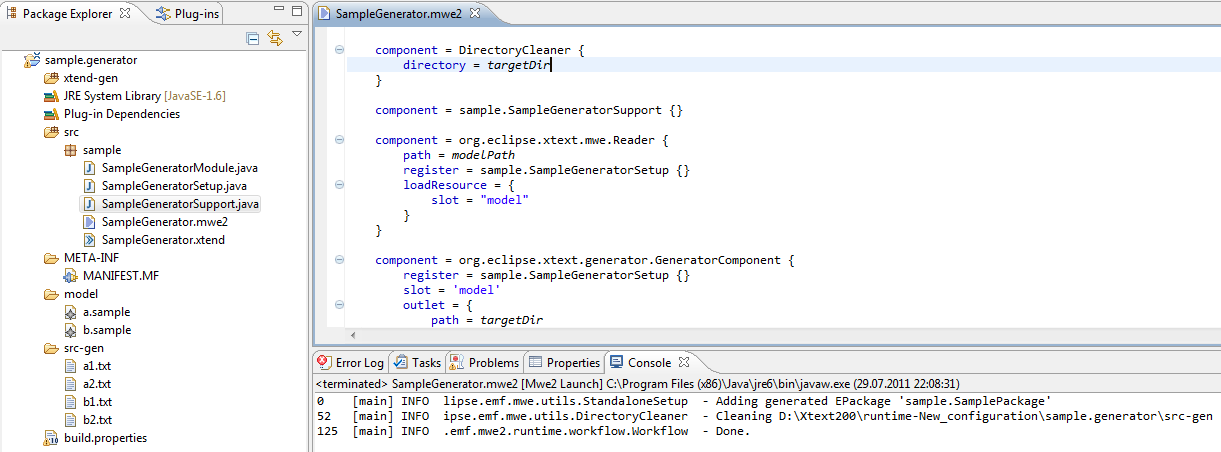 Package Explorer
Plug-ins
sample.generator
xtend-gen
JRE System Library [JavaSE-1.6]
Plug-in Dependencies
src
sample
SampleGeneratorModule.java
SampleGeneratorSetup.java
SampleGeneratorSupport.java
SampleGenerator.mwe2
SampleGenerator.xtend
META-INF
MANIFEST.MF
model
a.sample
b.sample
src-gen
a1.txt
a2.txt
b1.txt
b2.txt
build.properties
SampleGenerator.mwe2
component = DirectoryCleaner {
directory = targetDir
}
component = sample.SampleGeneratorSupport {}
component = org.eclipse.xtext.mwe.Reader {
path = modelPath
register = sample.SampleGeneratorSetup {}
loadResource = {
slot = "model"
}
}
component = org.eclipse.xtext.generator.GeneratorComponent {
register = sample.SampleGeneratorSetup {}
slot = 'model'
outlet = {
path = targetDir
Error Log Tasks Problems Properties Console
<terminated> SampleGenerator.mwe2 [Mwe2 Launch] C:\Program Files (x86)\Java\jre6\bin\javaw.exe (29.07.2011 22:08:31)
0 [main] INFO lipse.emf.mwe.utils.StandaloneSetup - Adding generated EPackage 'sample.SamplePackage'
52 [main] INFO ipse.emf.mwe.utils.DirectoryCleaner - Cleaning D:\Xtext200\runtime-New_configuration\sample.generator\src-gen
125 [main] INFO .emf.mwe2.runtime.workflow.Workflow - Done.